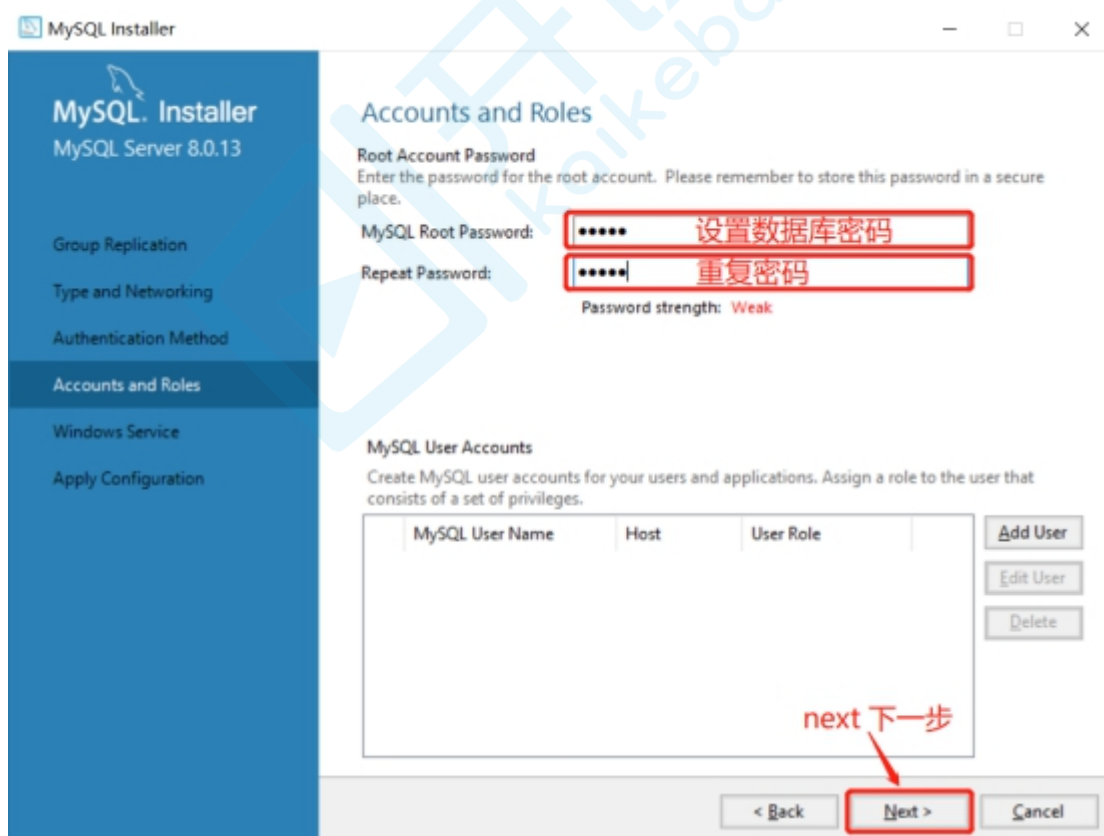 MySQL Installer
MySQL. Installer
MySQL Server 8.0.13
Group Replication
Type and Networking
Authentication Method
Accounts and Roles
Windows Service
Apply Configuration
Accounts and Roles
Root Account Password
Enter the password for the root account. Please remember to store this password in a secure
place.
MySQL Root Password: ••••• 设置数据库密码
Repeat Password: ••••• 重复密码
Password strength: Weak
MySQL User Accounts
Create MySQL user accounts for your users and applications. Assign a role to the user that
consists of a set of privileges.
MySQL User Name Host User Role
Add User
Edit User
Delete
next 下一步
< Back Next > Cancel